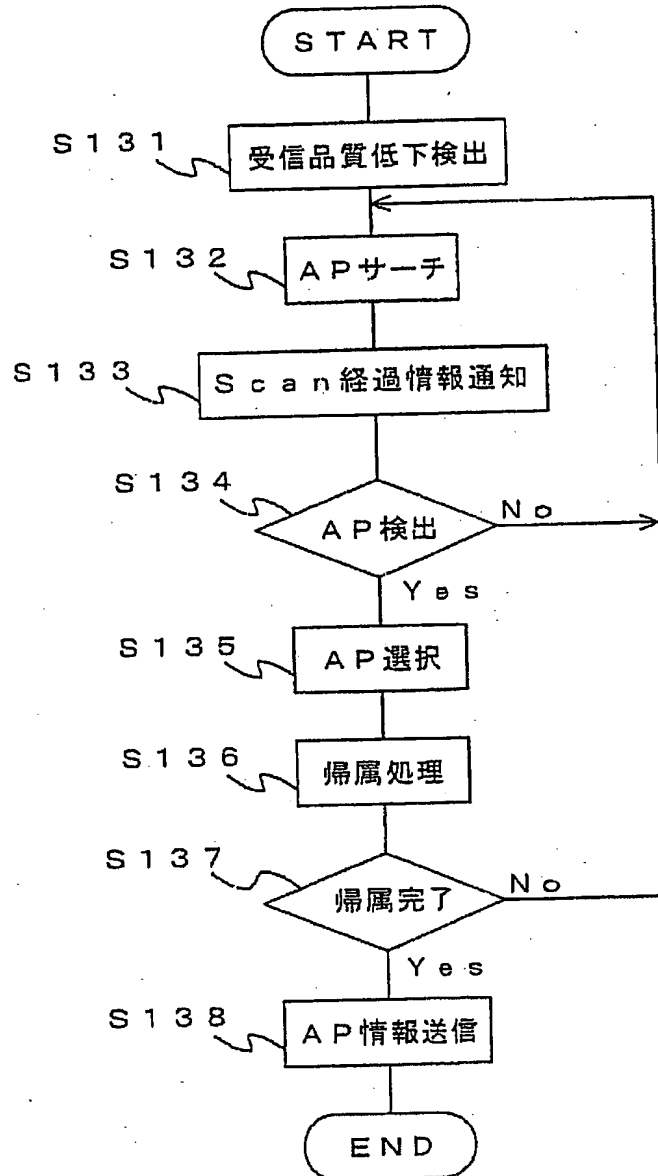 START
S131
受信品質低下検出
S132
APサーチ
S133
Scan経過情報通知
S134
AP検出
No
Yes
S135
AP選択
S136
帰属処理
S137
帰属完了
No
Yes
S138
AP情報送信
END